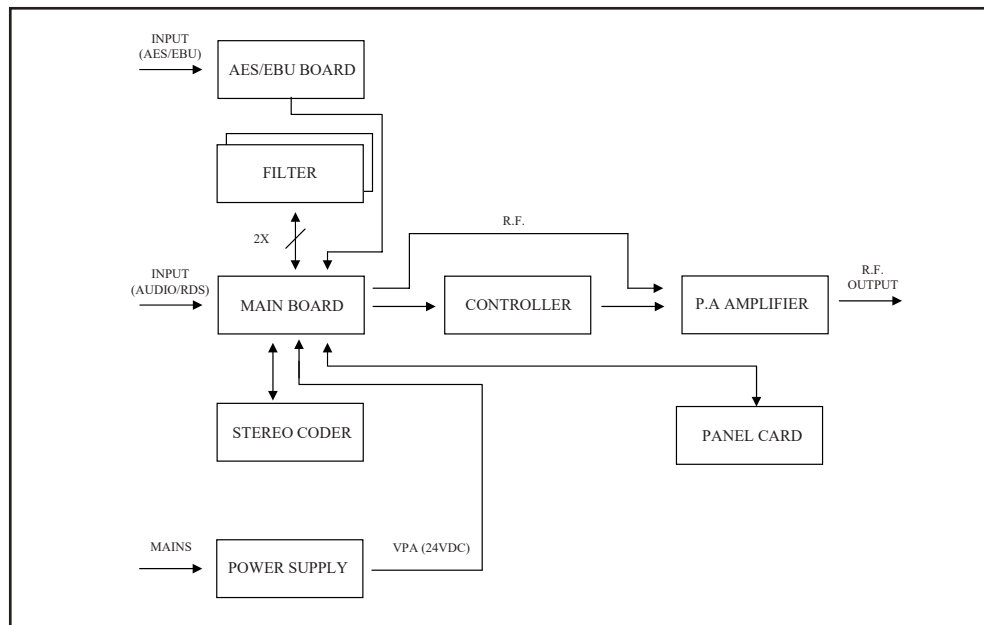 INPUT
(AES/EBU)
AES/EBU BOARD
FILTER
2X
R.F.
INPUT
(AUDIO/RDS)
MAIN BOARD
CONTROLLER
P.A AMPLIFIER
R.F.
OUTPUT
STEREO CODER
PANEL CARD
MAINS
POWER SUPPLY
VPA (24VDC)